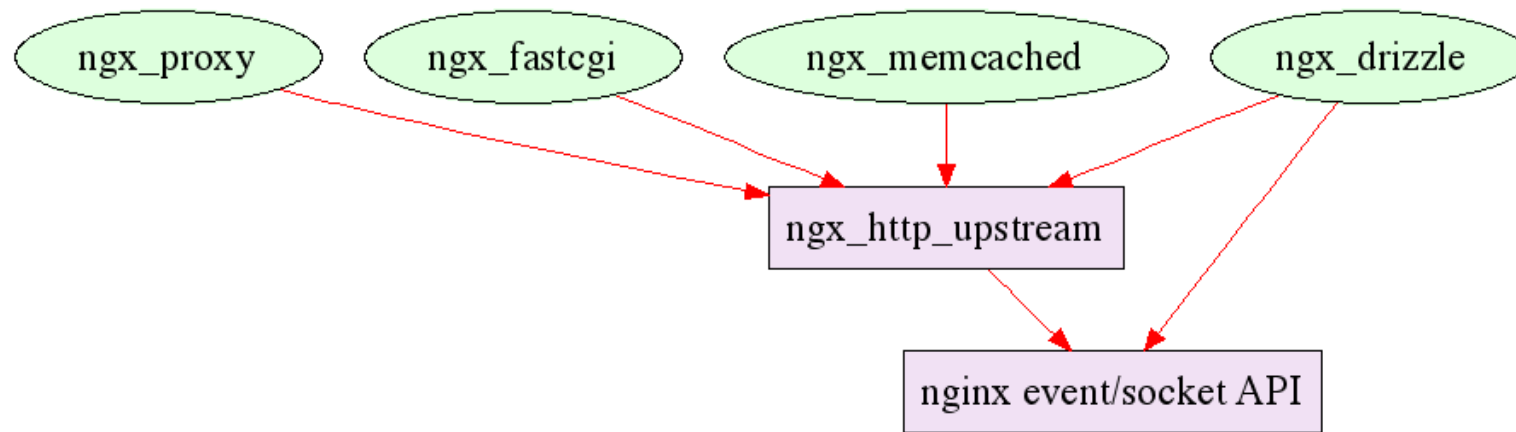 ngx_proxy
ngx_fastcgi
ngx_memcached
ngx_drizzle
ngx_http_upstream
nginx event/socket API